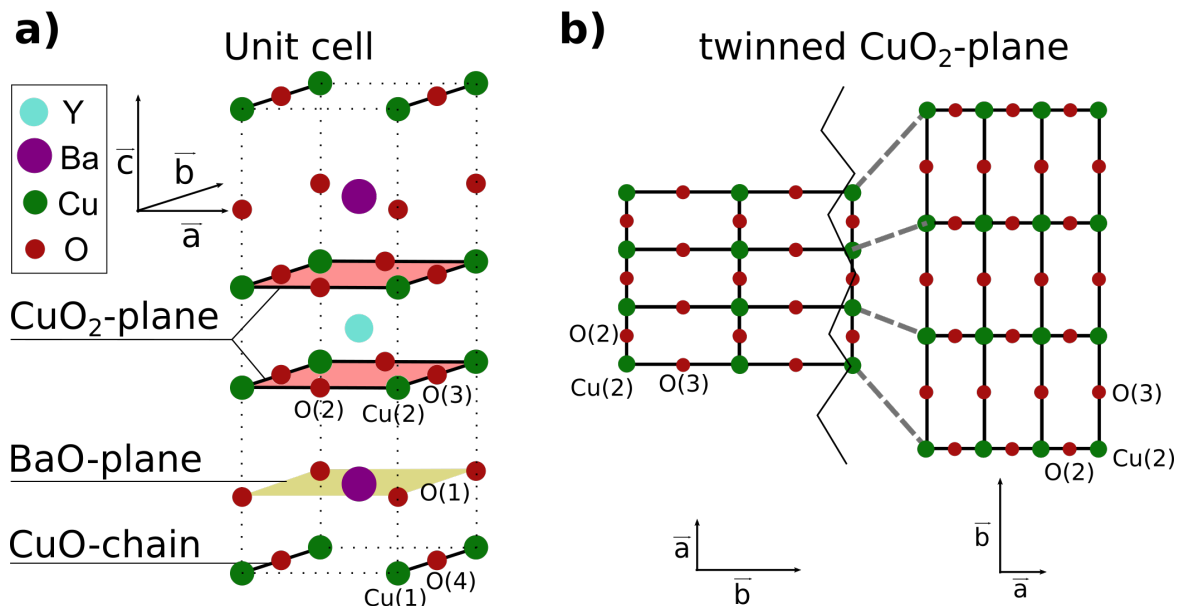 a)
Unit cell
Y
Ba
Cu
O
c
b
a
CuO₂-plane
O(2)
Cu(2)
O(3)
BaO-plane
O(1)
CuO-chain
Cu(1)
O(4)
b)
twinned CuO₂-plane
O(2)
Cu(2)
O(3)
O(3)
O(2)
Cu(2)
a
b
b
a